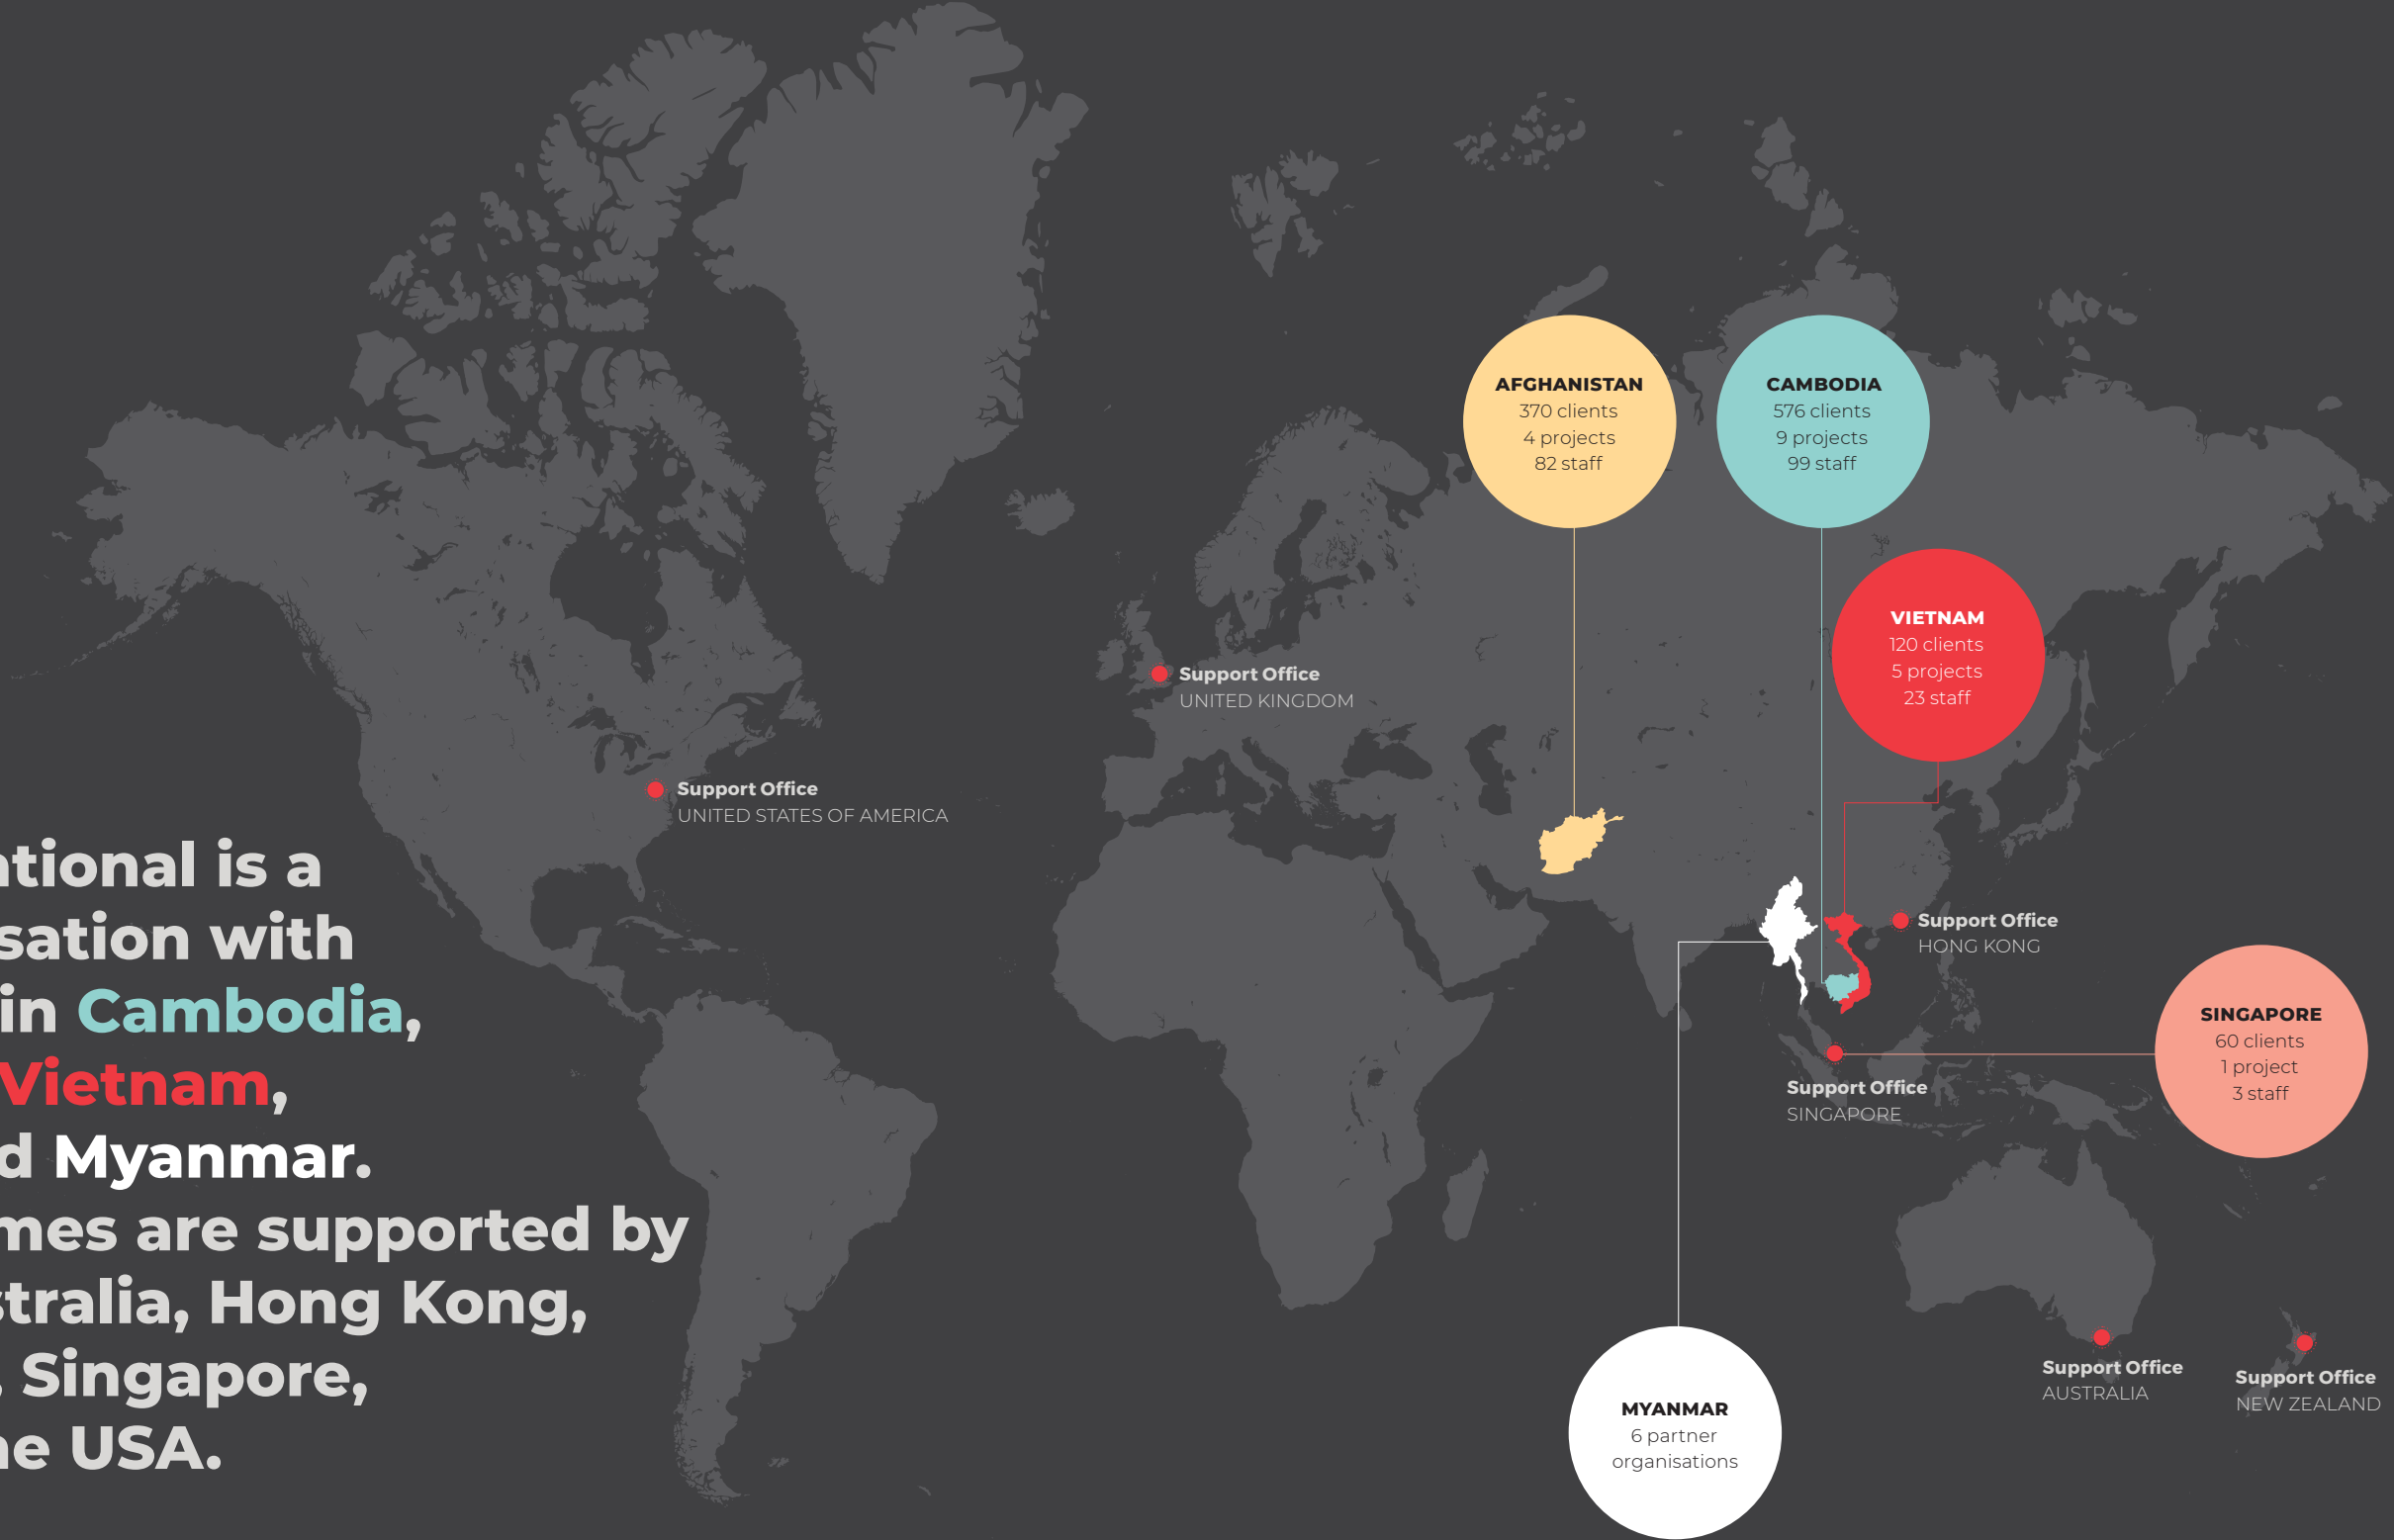 ational is a
sation with
in Cambodia,
Vietnam,
d Myanmar.
mes are supported by
stralia, Hong Kong,
, Singapore,
he USA.
Support Office
UNITED STATES OF AMERICA
Support Office
UNITED KINGDOM
AFGHANISTAN
370 clients
4 projects
82 staff
CAMBODIA
576 clients
9 projects
99 staff
VIETNAM
120 clients
5 projects
23 staff
Support Office
HONG KONG
SINGAPORE
60 clients
1 project
3 staff
Support Office
SINGAPORE
MYANMAR
6 partner
organisations
Support Office
AUSTRALIA
Support Office
NEW ZEALAND